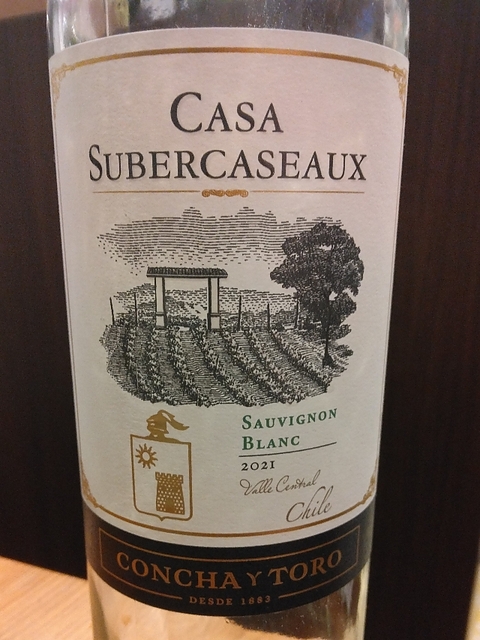 CASA
SUBERCASEAUX
SAUVIGNON
BLANC
2021
Valle Central
Chile
CONCHA Y TORO
DESDE 1883